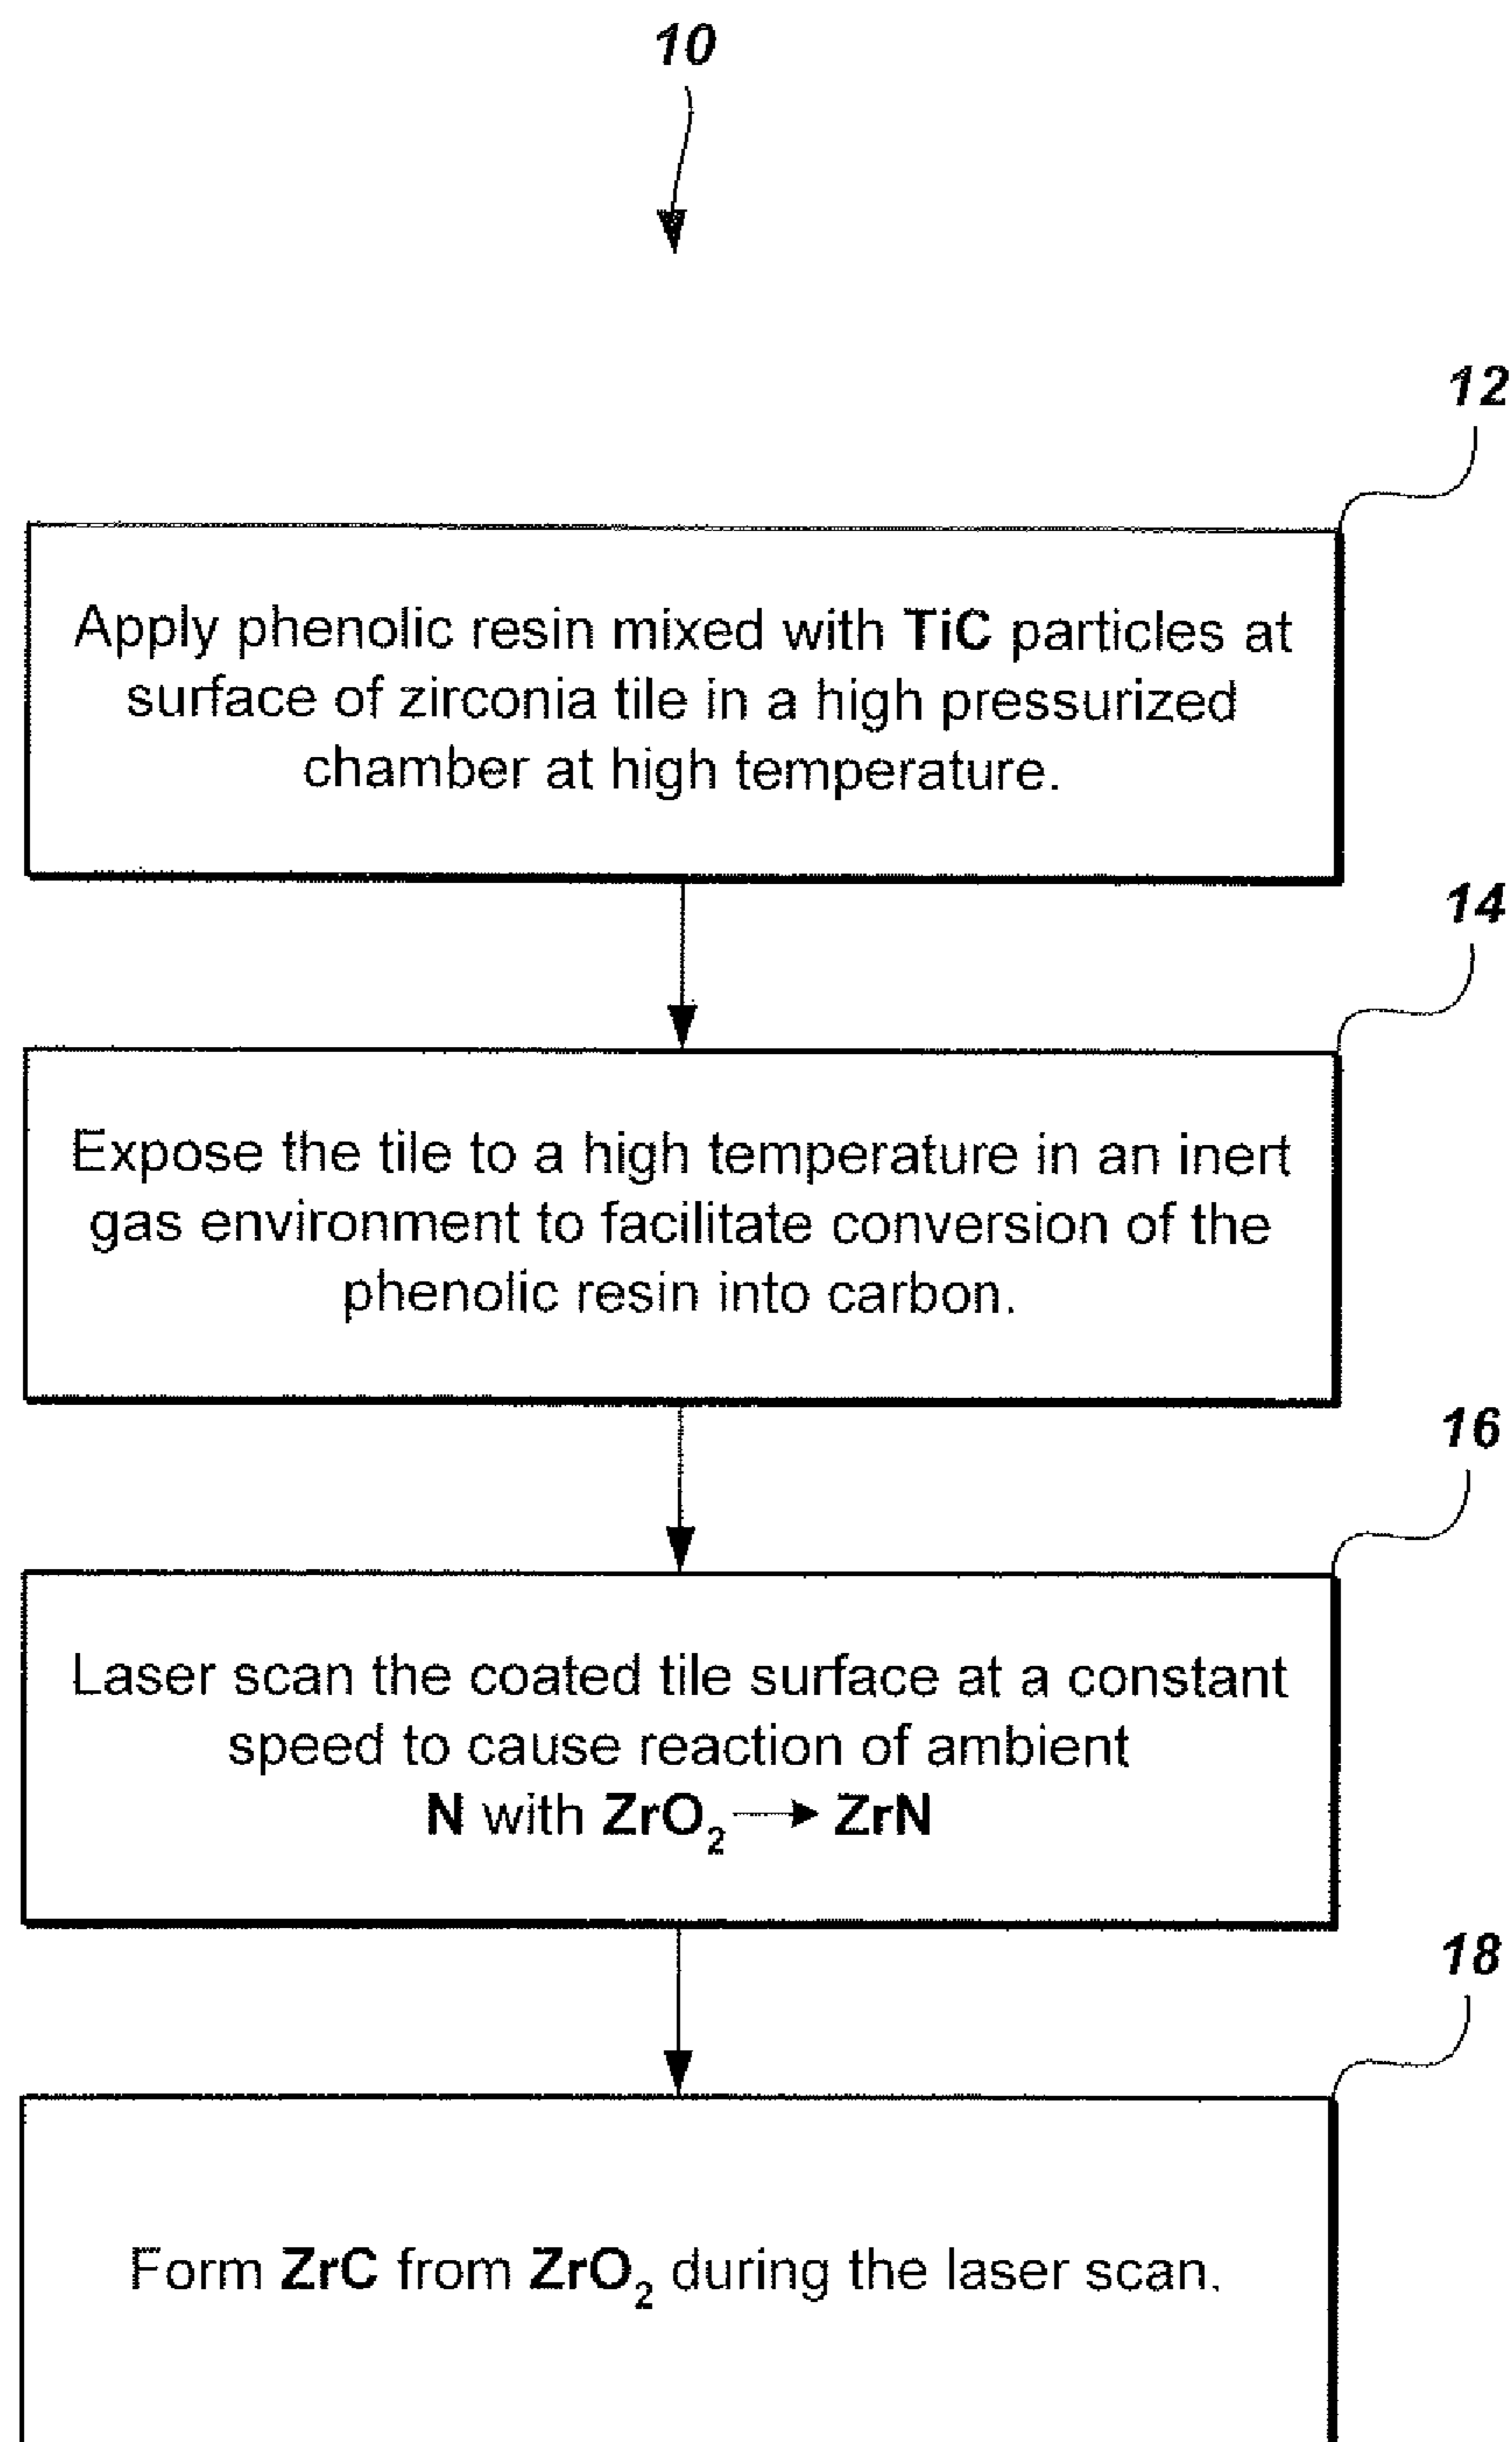 10
12
Apply phenolic resin mixed with TiC particles at
surface of zirconia tile in a high pressurized
chamber at high temperature.
14
Expose the tile to a high temperature in an inert
gas environment to facilitate conversion of the
phenolic resin into carbon.
16
Laser scan the coated tile surface at a constant
speed to cause reaction of ambient
N with ZrO₂ → ZrN
18
Form ZrC from ZrO₂ during the laser scan.